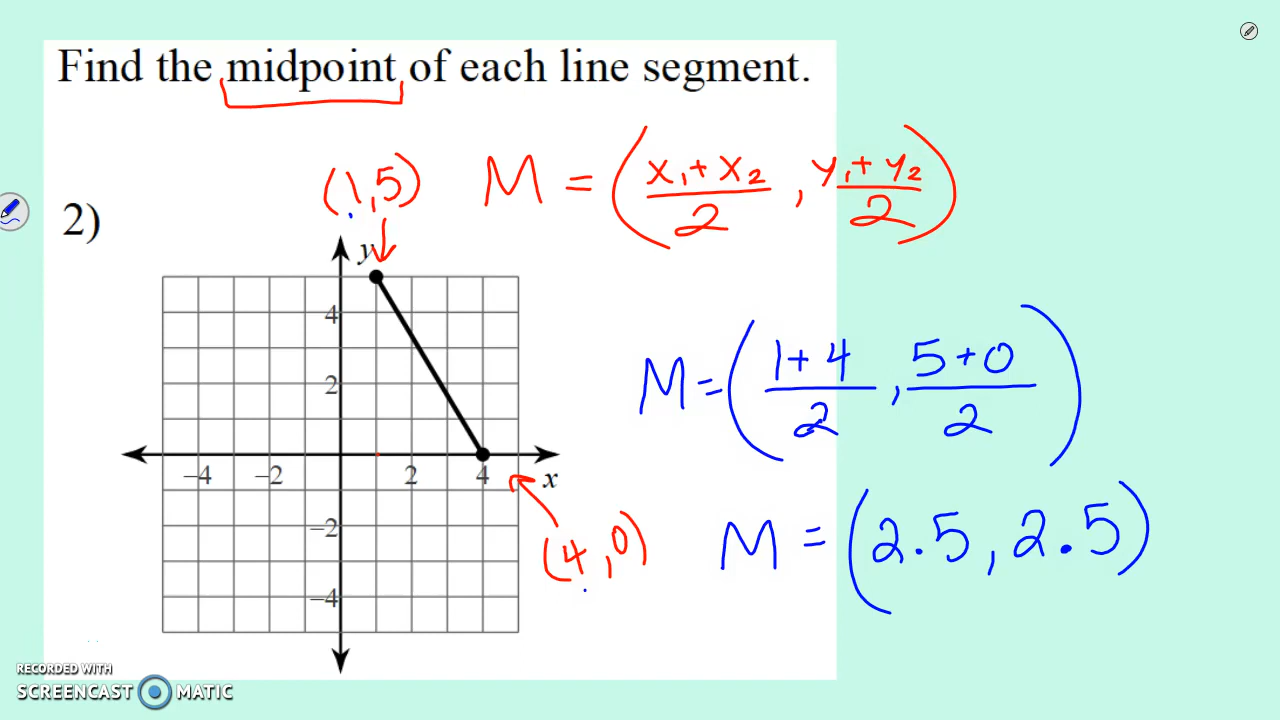 Find the midpoint of each line segment.
(1,5) M = (x₁ + x₂ / 2 , y₁ + y₂ / 2)
2)
y
4
2
M = (1 + 4 / 2 , 5 + 0 / 2)
–4 –2 2 4 x
–2
(4,0) M = (2.5, 2.5)
–4
RECORDED WITH
SCREENCAST MATIC